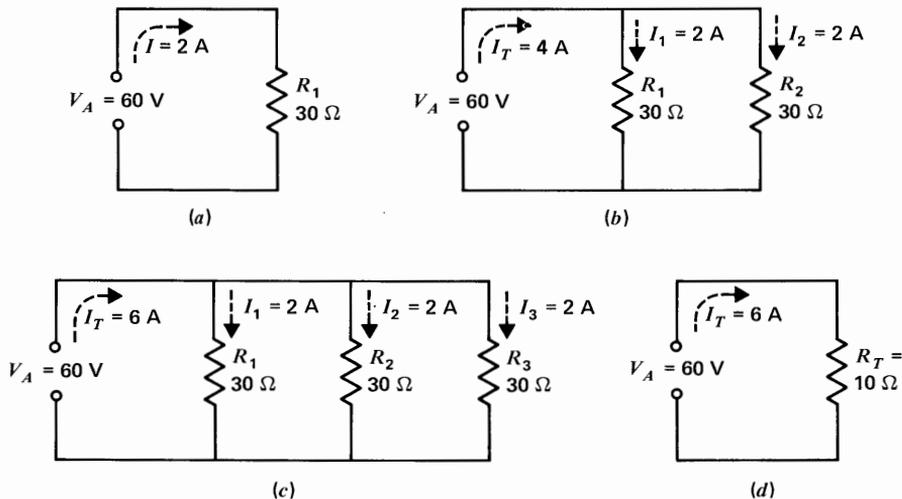 I = 2 A
V_A = 60 V
R_1
30 Ω
(a)
I_T = 4 A
I_1 = 2 A
I_2 = 2 A
V_A = 60 V
R_1
30 Ω
R_2
30 Ω
(b)
I_T = 6 A
I_1 = 2 A
I_2 = 2 A
I_3 = 2 A
V_A = 60 V
R_1
30 Ω
R_2
30 Ω
R_3
30 Ω
(c)
I_T = 6 A
V_A = 60 V
R_T =
10 Ω
(d)